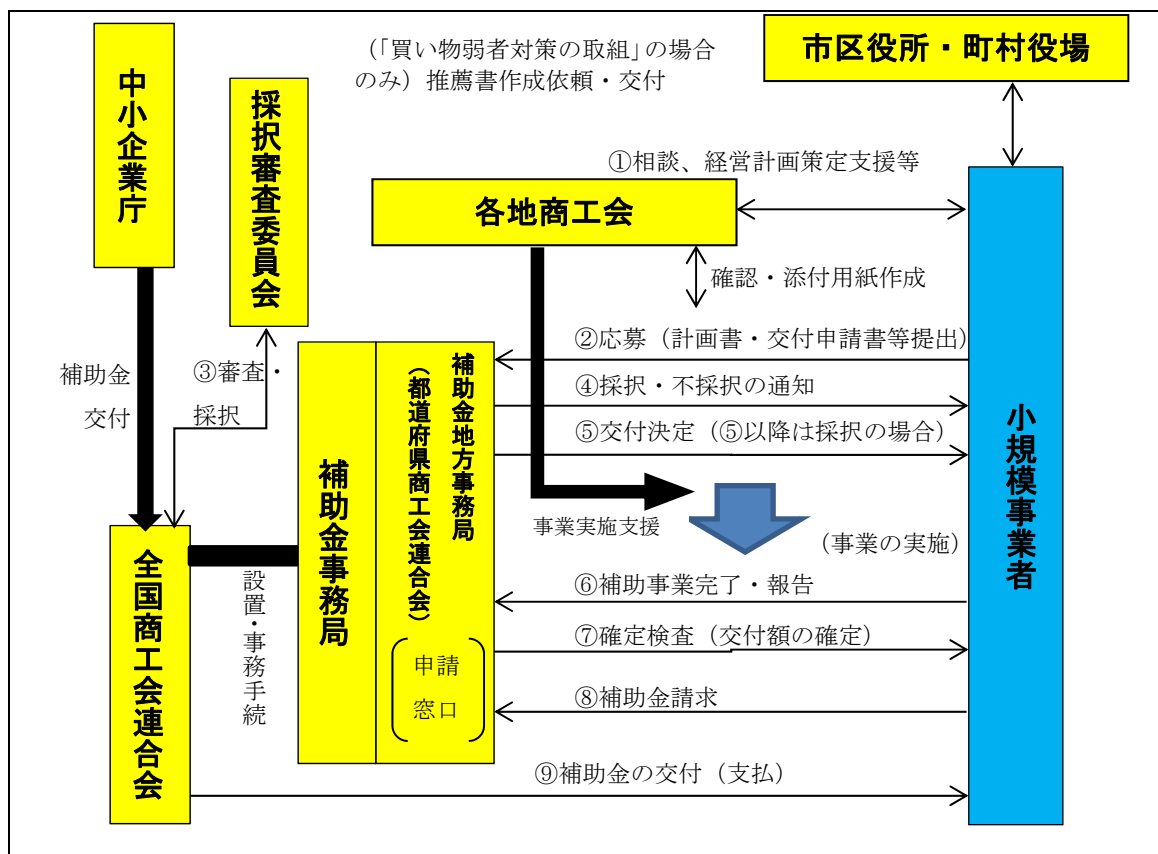 中小企業庁
採択審査委員会
（「買い物弱者対策の取組」の場合
のみ）推薦書作成依頼・交付
市区役所・町村役場
①相談、経営計画策定支援等
各地商工会
確認・添付用紙作成
②応募（計画書・交付申請書等提出）
補助金
交付
③審査・
採択
④採択・不採択の通知
⑤交付決定（⑤以降は採択の場合）
補助金事務局
補助金地方事務局
（都道府県商工会連合会）
申請
窓口
小規模事業者
事業実施支援
（事業の実施）
全国商工会連合会
設置・事務手続
⑥補助事業完了・報告
⑦確定検査（交付額の確定）
⑧補助金請求
⑨補助金の交付（支払）